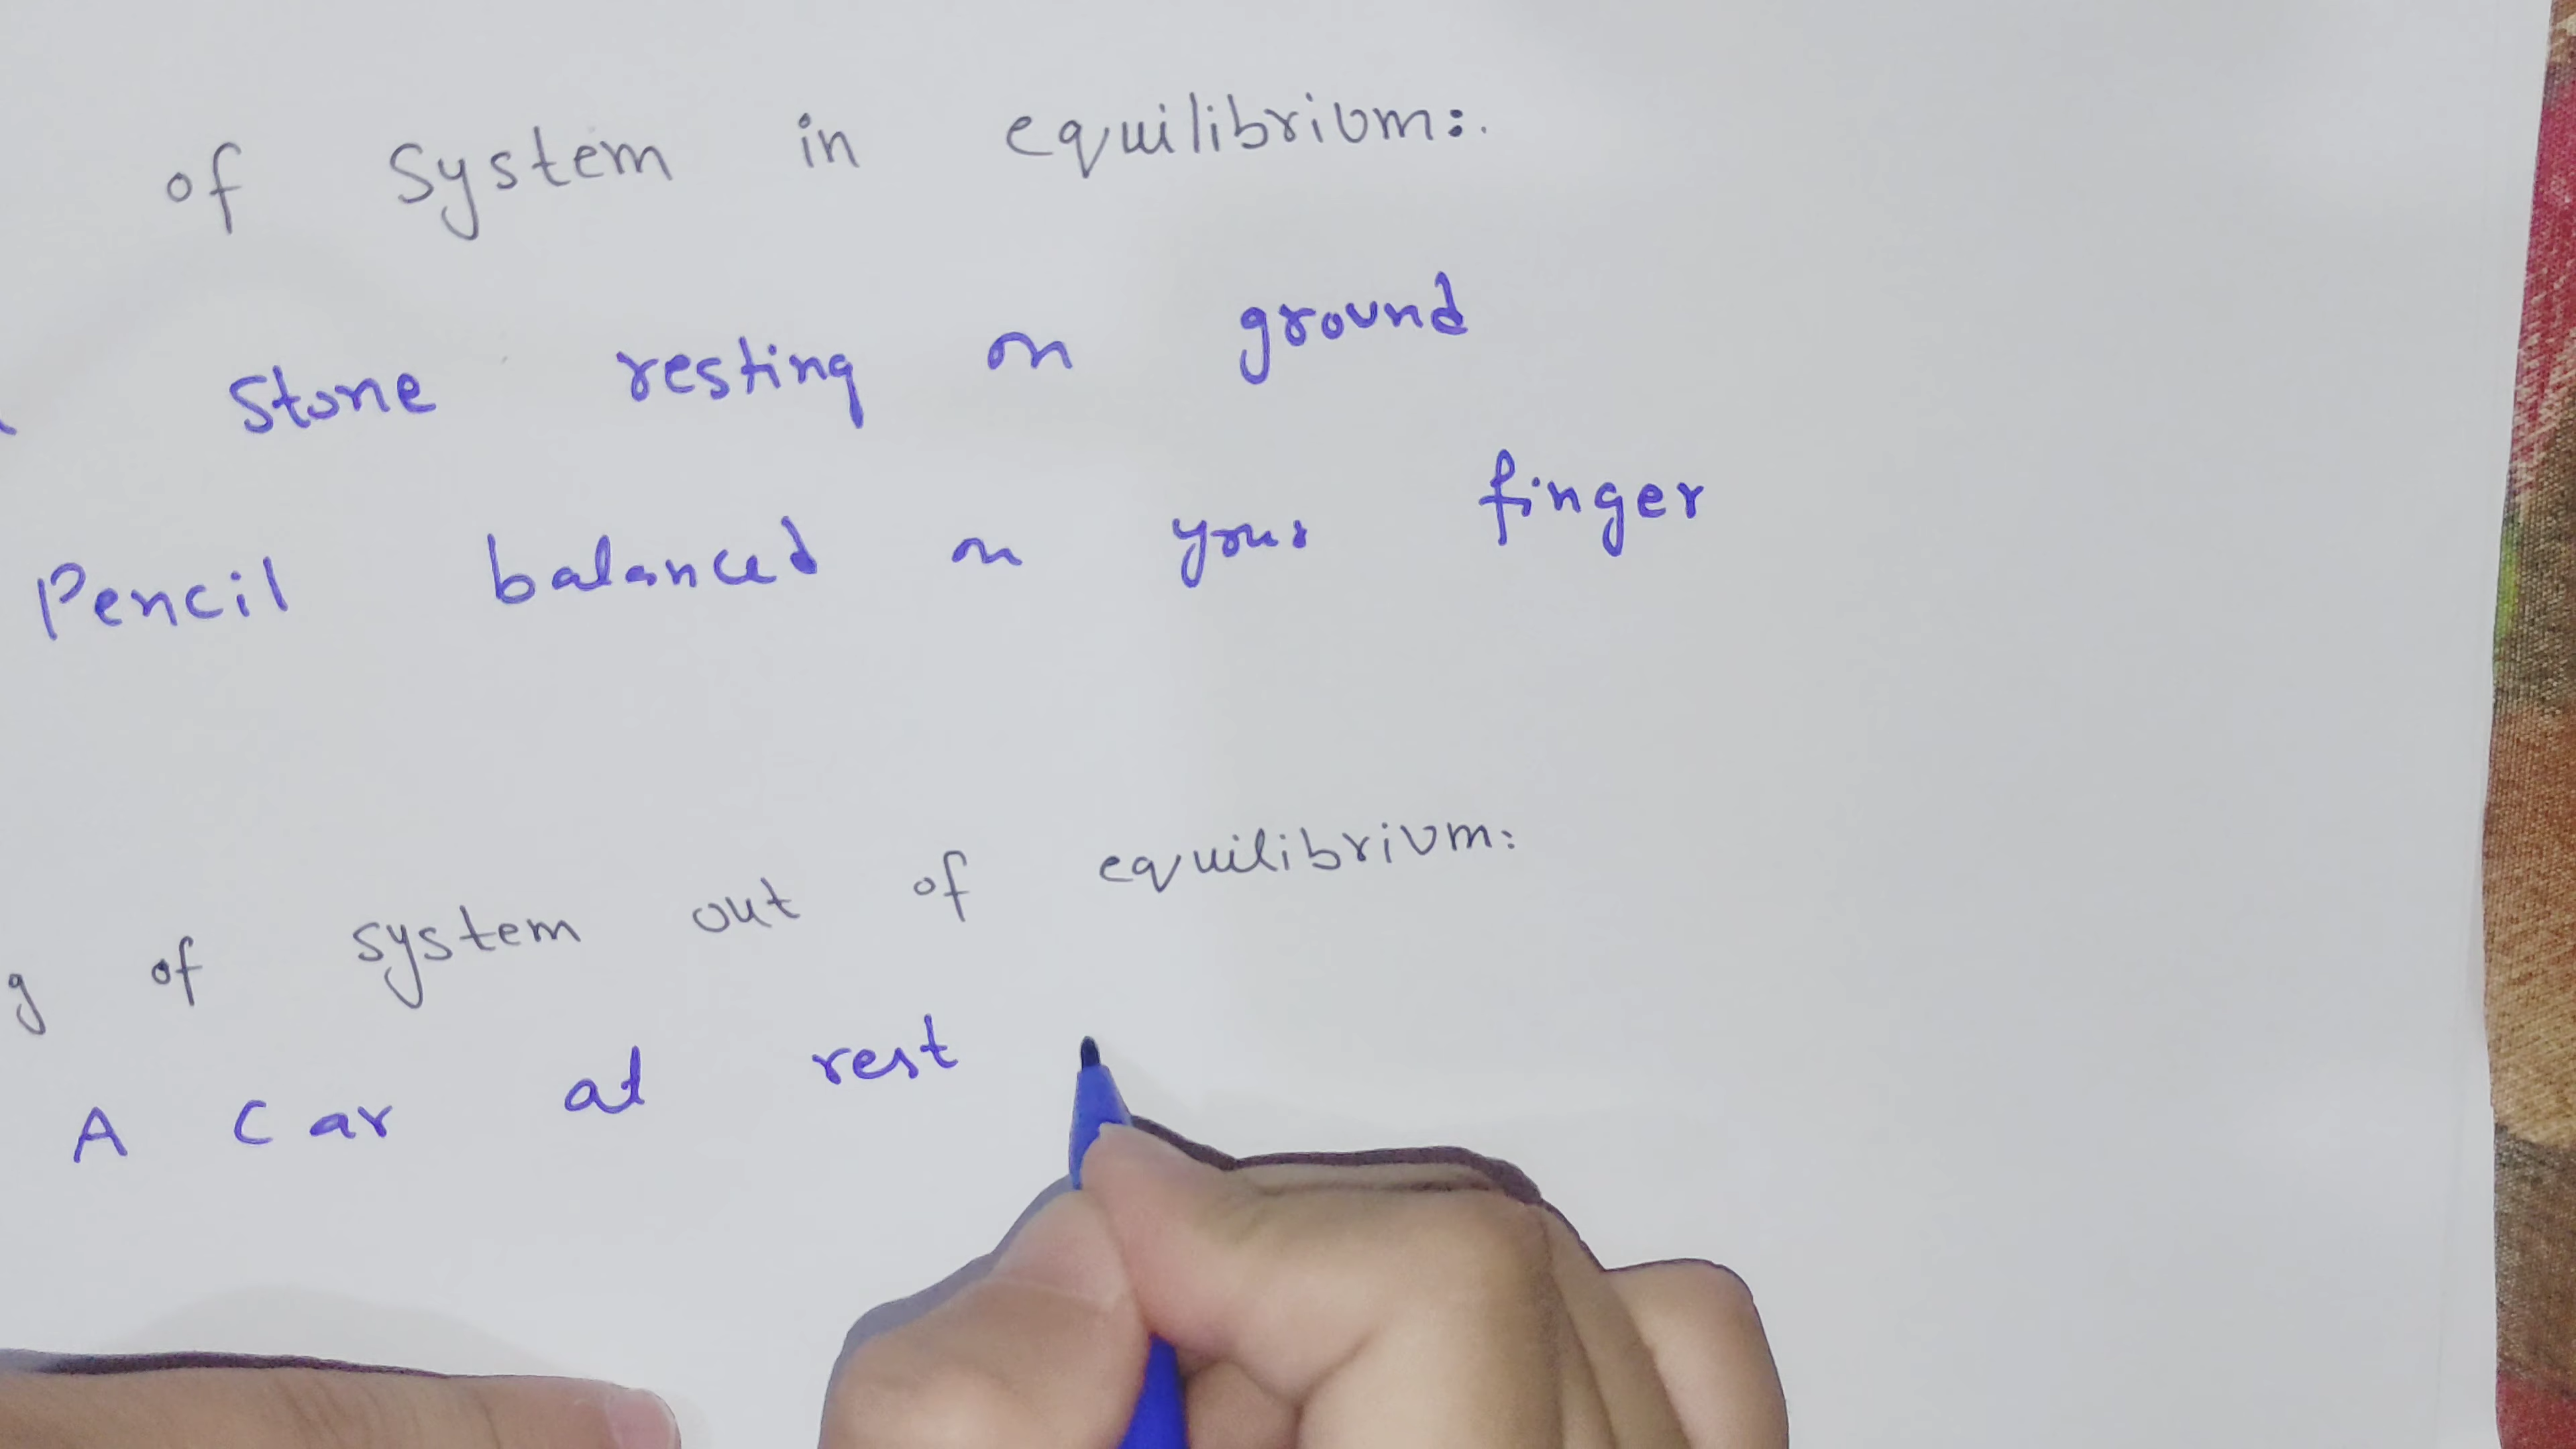 of System in equilibrium:.
Stone resting on ground
Pencil balanced on your finger
g of system out of equilibrium:
A Car at rest